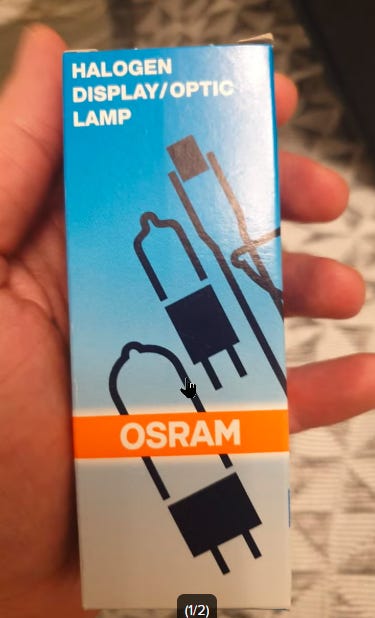 HALOGEN
DISPLAY/OPTIC
LAMP
OSRAM
(1/2)